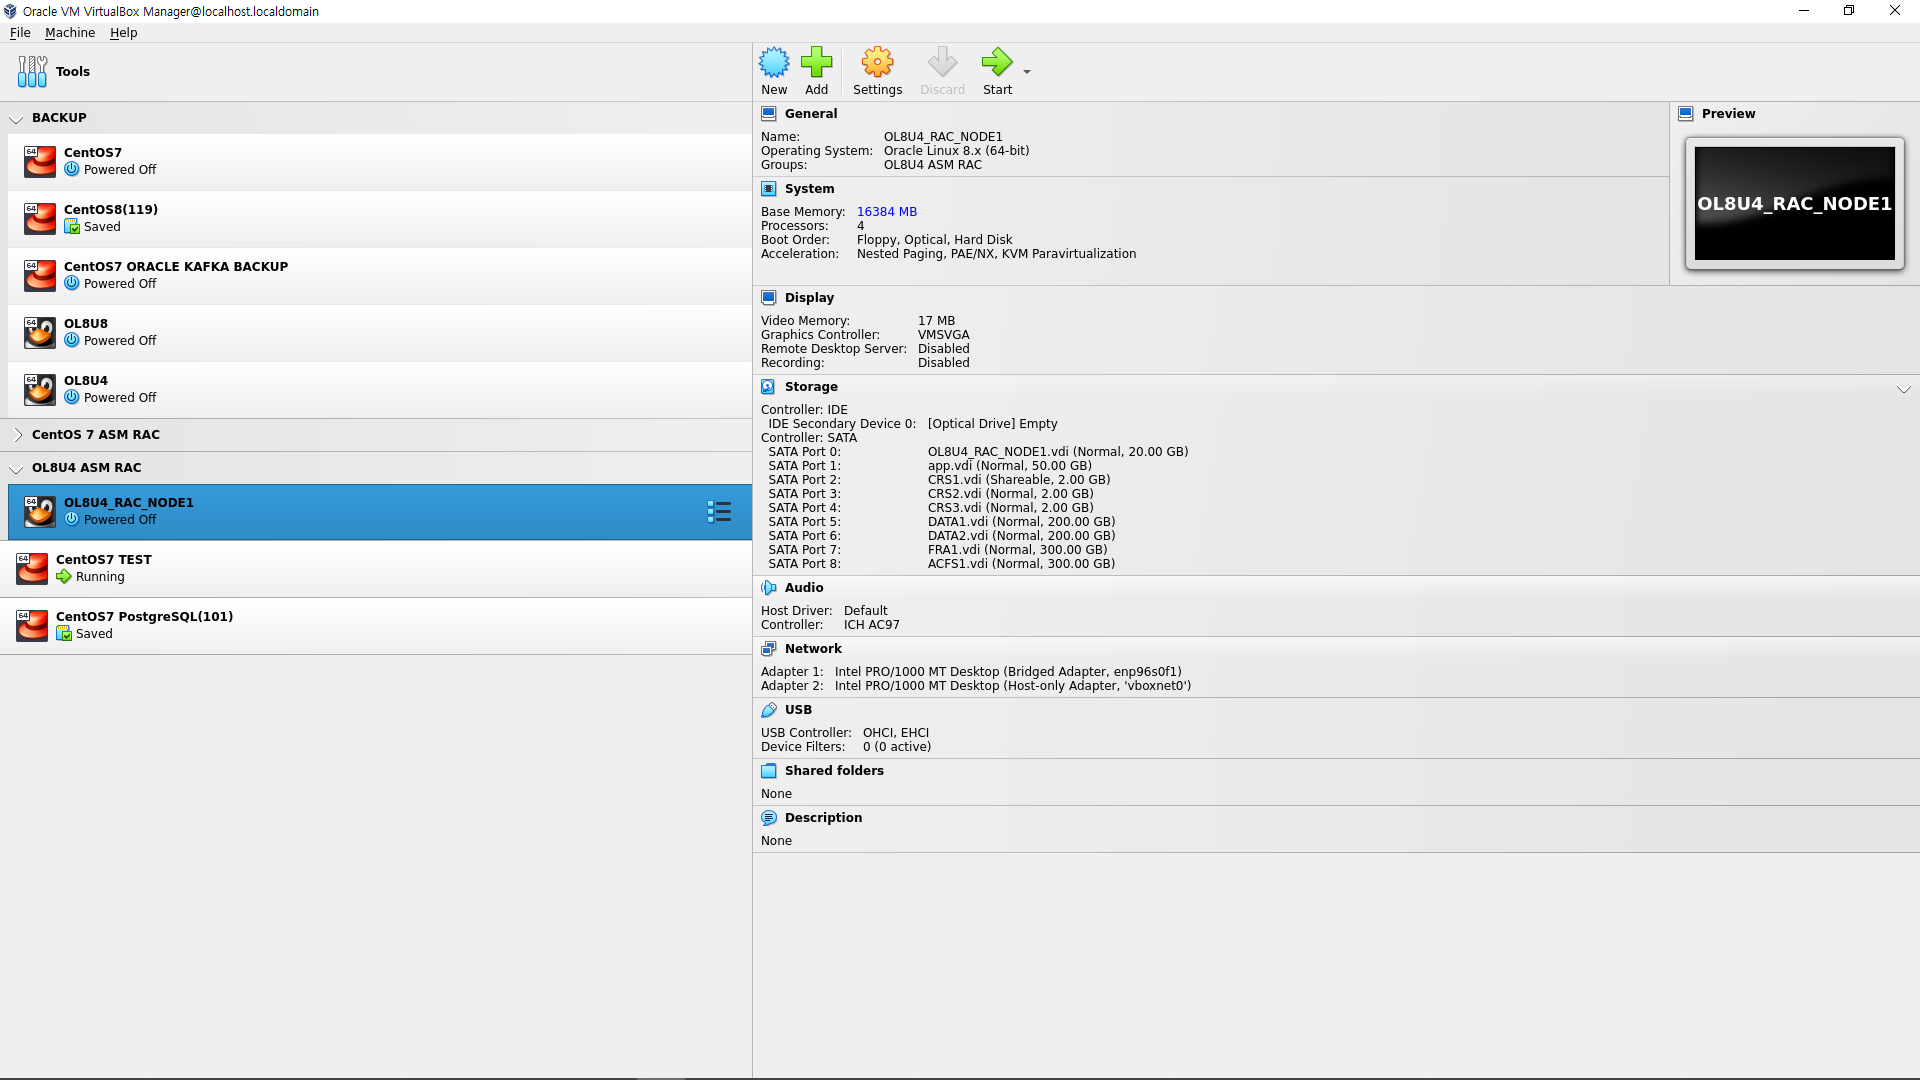 Oracle VM VirtualBox Manager@localhost.localdomain
File Machine Help
Tools
BACKUP
64
CentOS7
Powered Off
64
CentOS8(119)
Saved
64
CentOS7 ORACLE KAFKA BACKUP
Powered Off
64
OL8U8
Powered Off
64
OL8U4
Powered Off
CentOS 7 ASM RAC
OL8U4 ASM RAC
64
OL8U4_RAC_NODE1
Powered Off
64
CentOS7 TEST
Running
64
CentOS7 PostgreSQL(101)
Saved
New Add Settings Discard Start
General
Name: OL8U4_RAC_NODE1
Operating System: Oracle Linux 8.x (64-bit)
Groups: OL8U4 ASM RAC
Preview
OL8U4_RAC_NODE1
System
Base Memory: 16384 MB
Processors: 4
Boot Order: Floppy, Optical, Hard Disk
Acceleration: Nested Paging, PAE/NX, KVM Paravirtualization
Display
Video Memory: 17 MB
Graphics Controller: VMSVGA
Remote Desktop Server: Disabled
Recording: Disabled
Storage
Controller: IDE
IDE Secondary Device 0: [Optical Drive] Empty
Controller: SATA
SATA Port 0: OL8U4_RAC_NODE1.vdi (Normal, 20.00 GB)
SATA Port 1: app.vdi (Normal, 50.00 GB)
SATA Port 2: CRS1.vdi (Shareable, 2.00 GB)
SATA Port 3: CRS2.vdi (Normal, 2.00 GB)
SATA Port 4: CRS3.vdi (Normal, 2.00 GB)
SATA Port 5: DATA1.vdi (Normal, 200.00 GB)
SATA Port 6: DATA2.vdi (Normal, 200.00 GB)
SATA Port 7: FRA1.vdi (Normal, 300.00 GB)
SATA Port 8: ACFS1.vdi (Normal, 300.00 GB)
Audio
Host Driver: Default
Controller: ICH AC97
Network
Adapter 1: Intel PRO/1000 MT Desktop (Bridged Adapter, enp96s0f1)
Adapter 2: Intel PRO/1000 MT Desktop (Host-only Adapter, 'vboxnet0')
USB
USB Controller: OHCI, EHCI
Device Filters: 0 (0 active)
Shared folders
None
Description
None